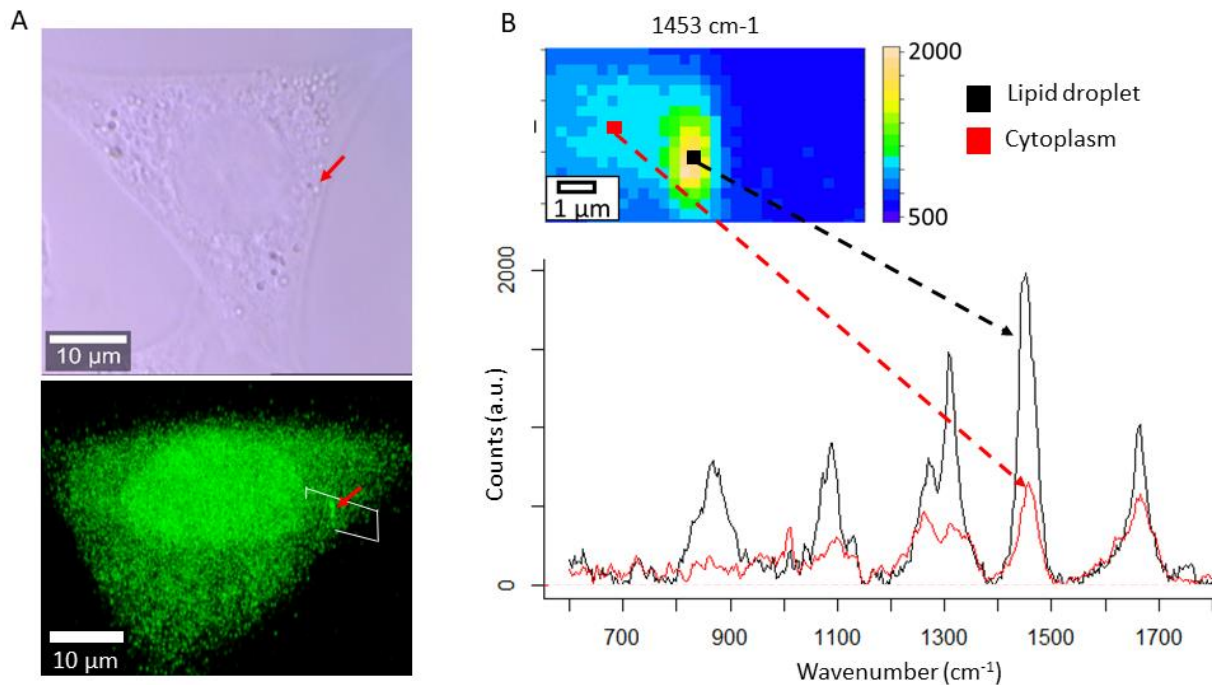 A
10 µm
10 µm
B
1453 cm-1
2000
500
1 µm
Lipid droplet
Cytoplasm
2000
0
Counts (a.u.)
700 900 1100 1300 1500 1700
Wavenumber (cm⁻¹)